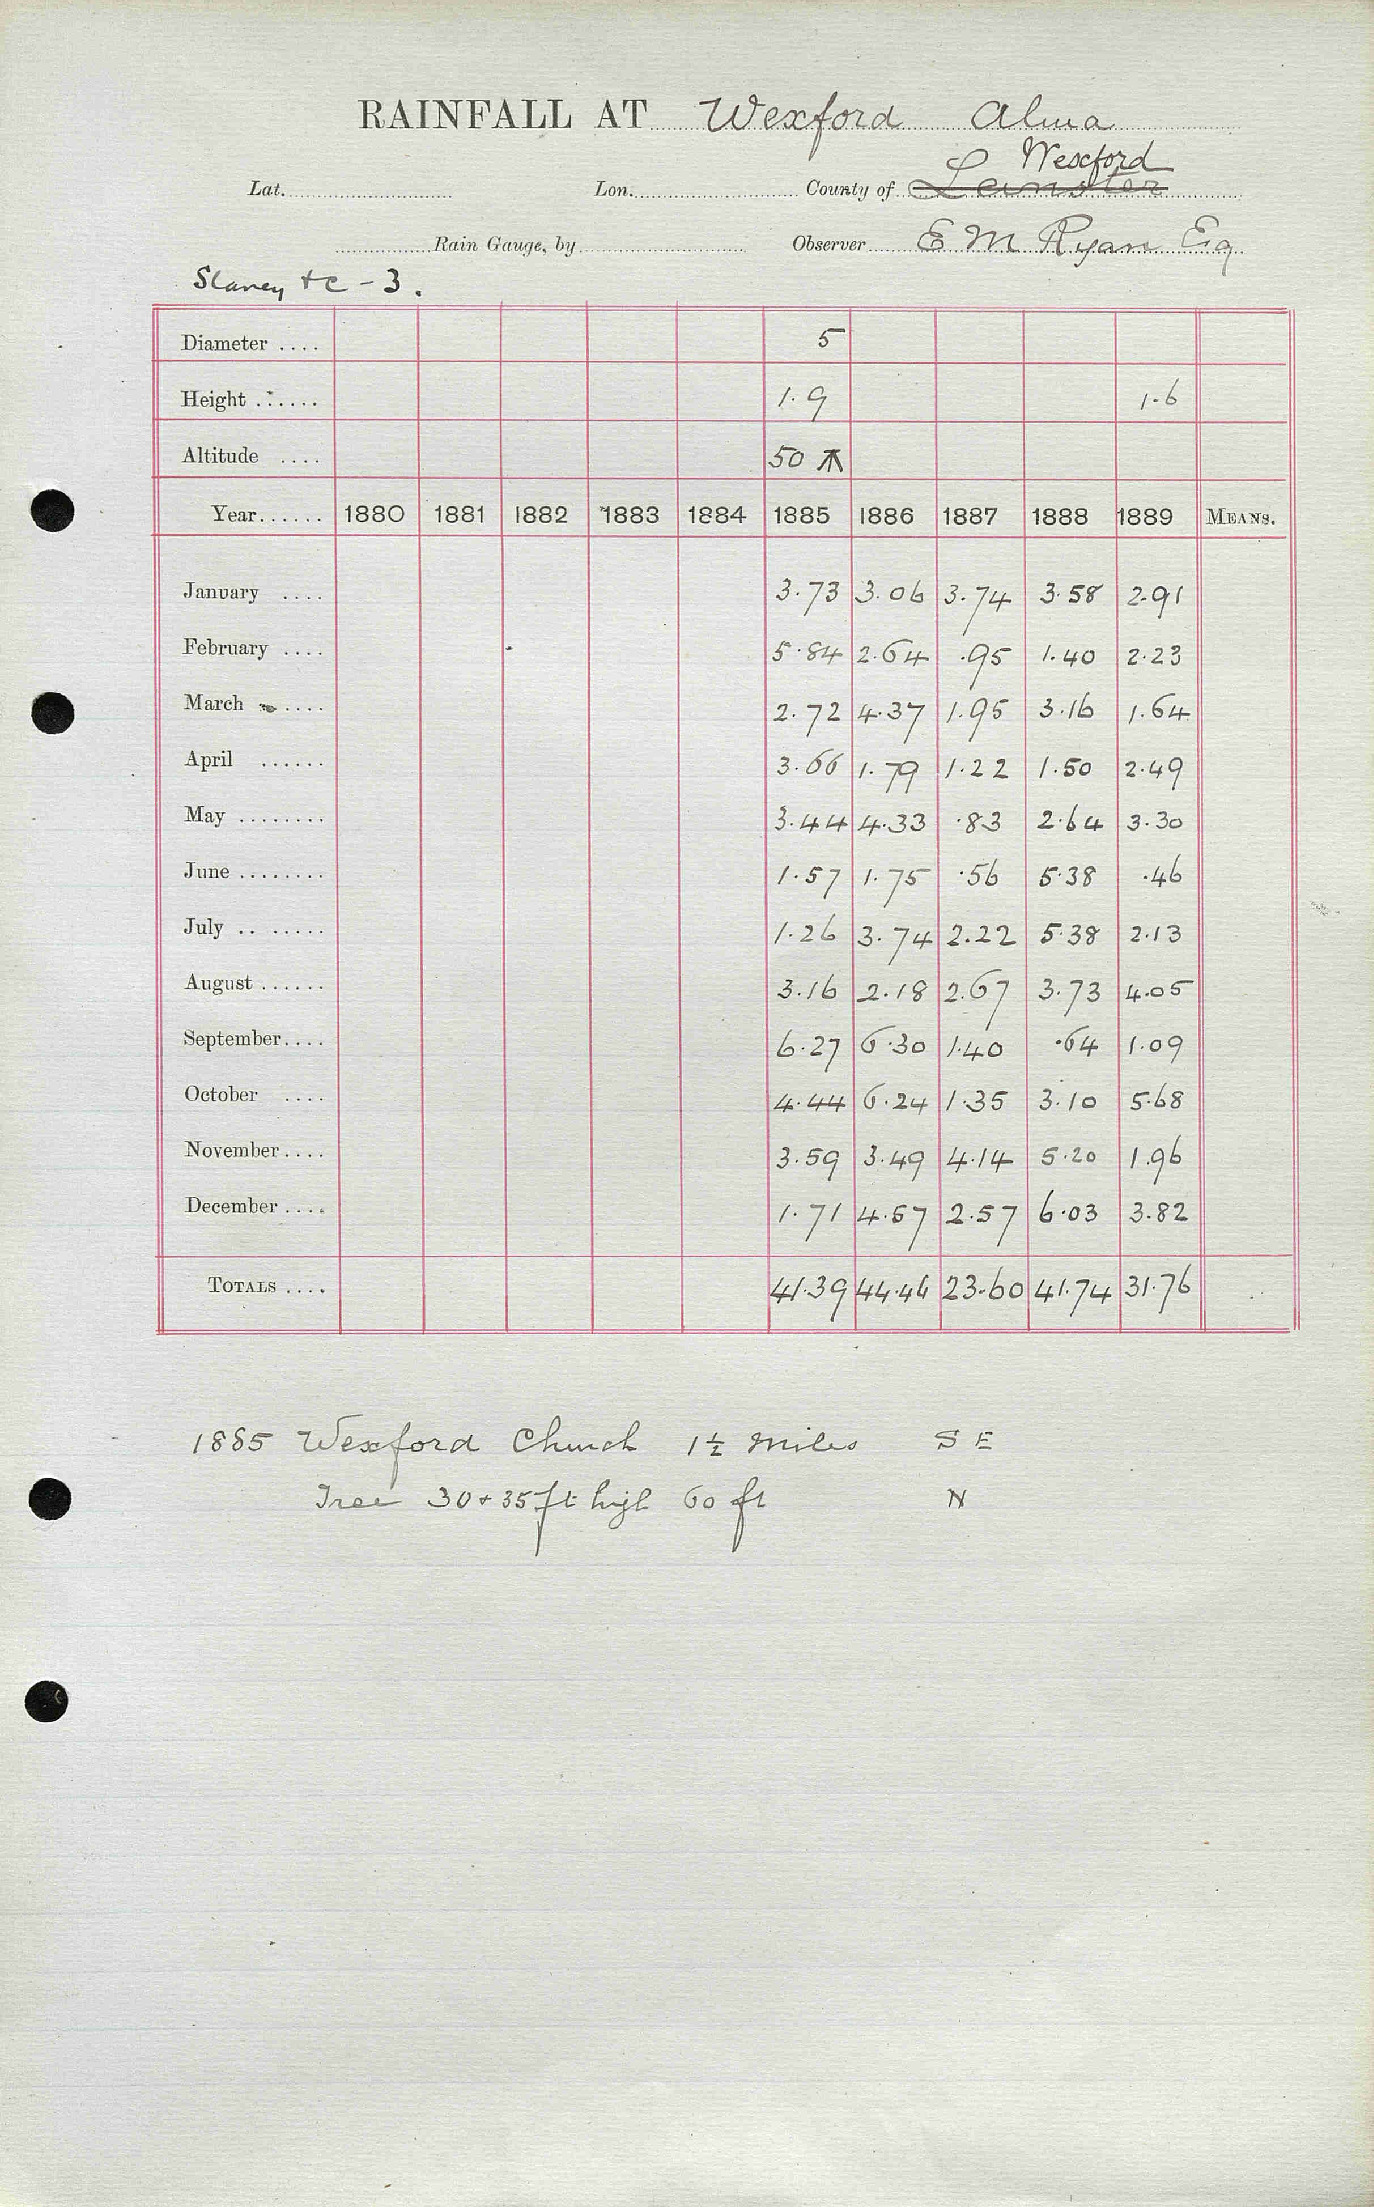 RAINFALL AT Wexford Alma
Wexford
Lat. Lon. County of Leinster
Rain Gauge, by Observer E M Ryan Eq
Slaney &c - 3.
Diameter .... 5
Height ...... 1.9 1.6
Altitude .... 50
Year...... 1880 1881 1882 1883 1884 1885 1886 1887 1888 1889 MEANS.
January .... 3.73 3.06 3.74 3.58 2.91
February .... 5.84 2.64 .95 1.40 2.23
March .... 2.72 4.37 1.95 3.16 1.64
April ...... 3.66 1.79 1.22 1.50 2.49
May ........ 3.44 4.33 .83 2.64 3.30
June ........ 1.57 1.75 .56 5.38 .46
July .. ..... 1.26 3.74 2.22 5.38 2.13
August ...... 3.16 2.18 2.67 3.73 4.05
September.... 6.27 6.30 1.40 .64 1.09
October .... 4.44 6.24 1.35 3.10 5.68
November.... 3.59 3.49 4.14 5.20 1.96
December .... 1.71 4.57 2.57 6.03 3.82
TOTALS .... 41.39 44.46 23.60 41.74 31.76
1885 Wexford Church 1½ Miles S E
Tree 30 + 35 ft high 60 ft N